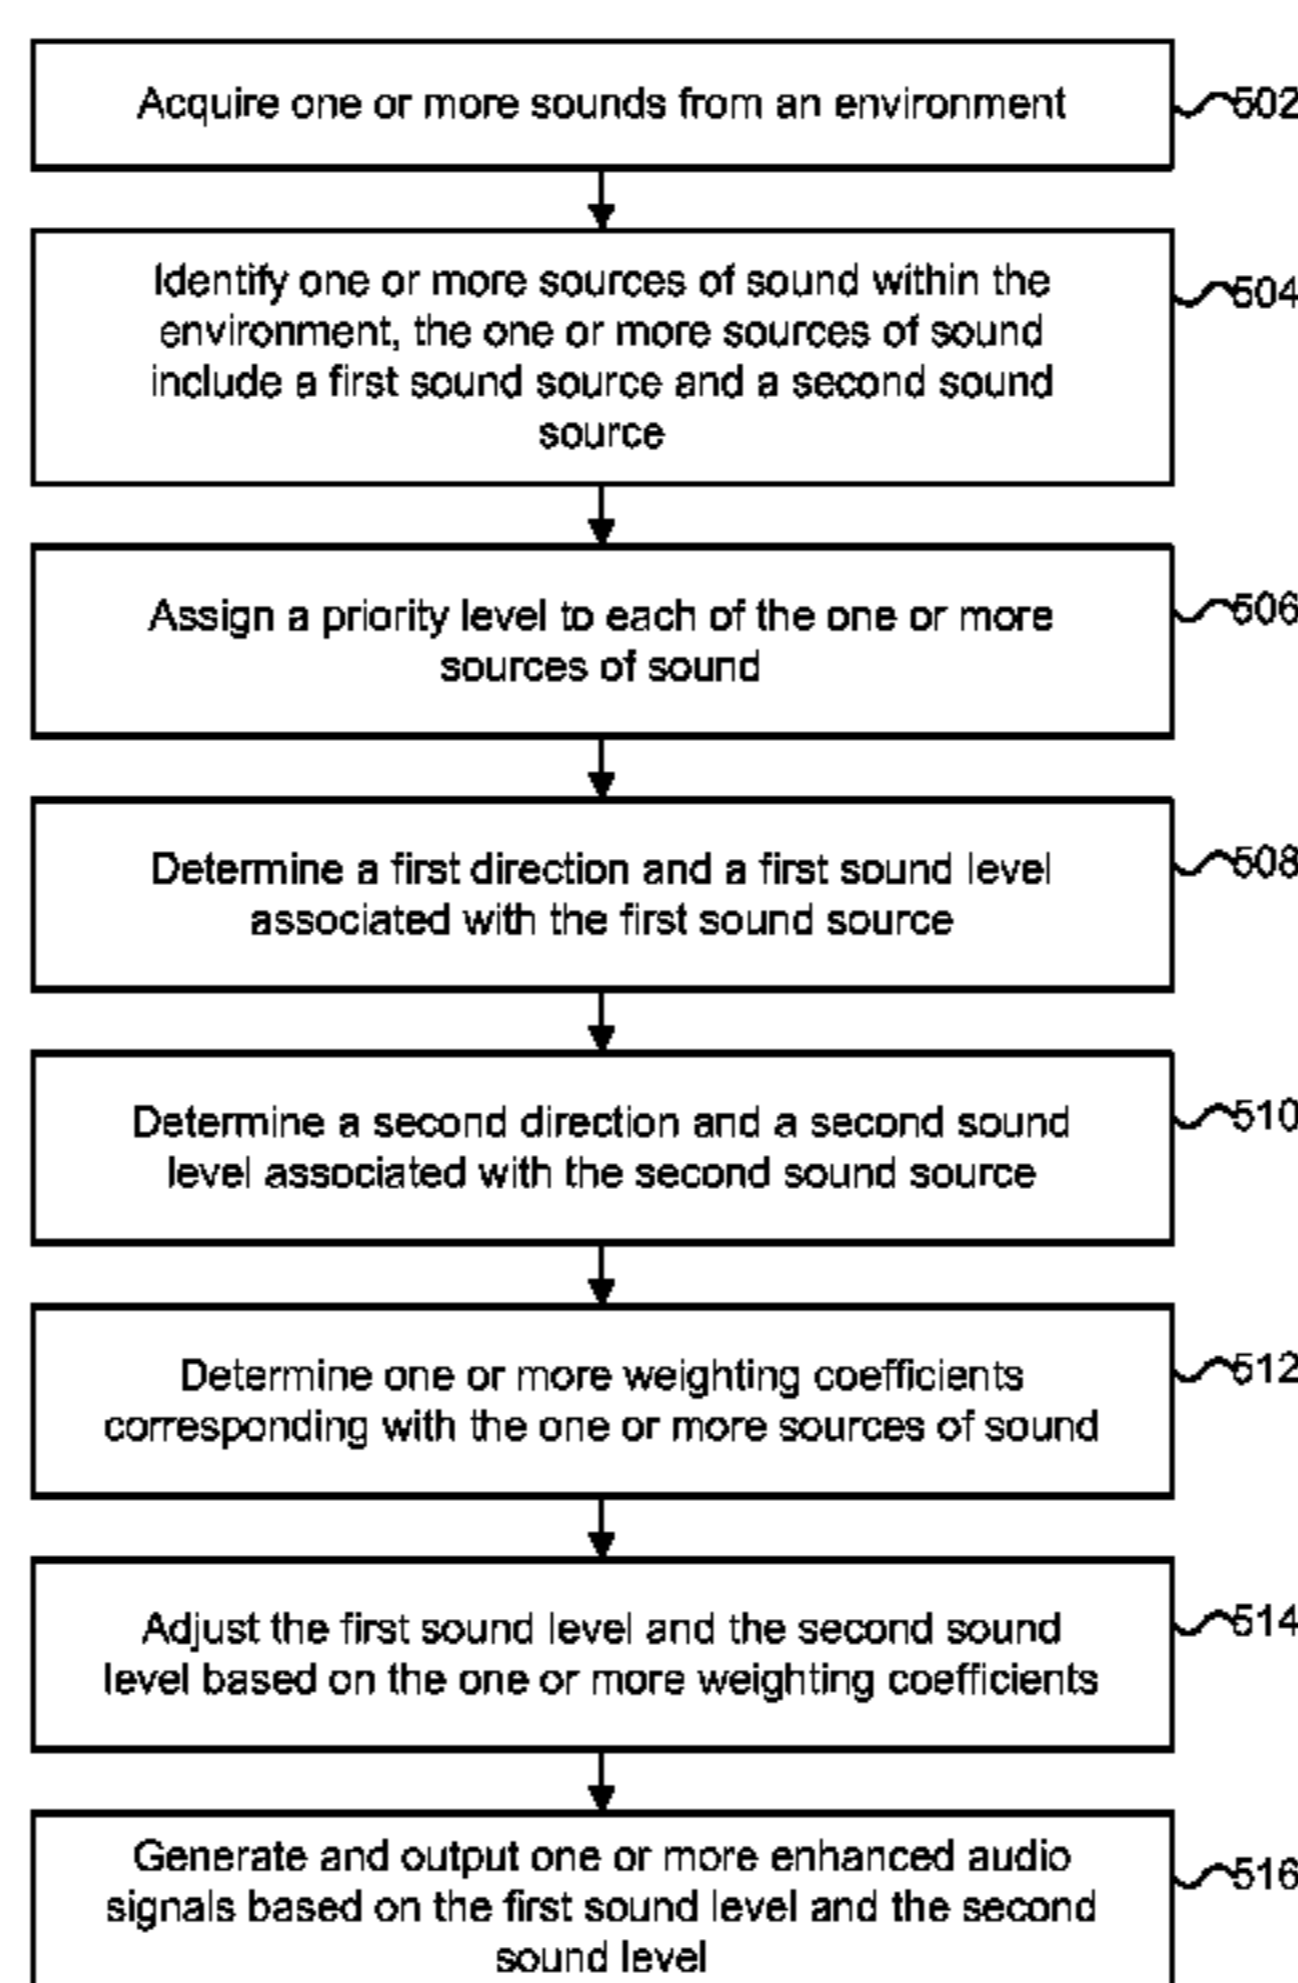 Acquire one or more sounds from an environment
502
Identify one or more sources of sound within the
environment, the one or more sources of sound
include a first sound source and a second sound
source
504
Assign a priority level to each of the one or more
sources of sound
506
Determine a first direction and a first sound level
associated with the first sound source
508
Determine a second direction and a second sound
level associated with the second sound source
510
Determine one or more weighting coefficients
corresponding with the one or more sources of sound
512
Adjust the first sound level and the second sound
level based on the one or more weighting coefficients
514
Generate and output one or more enhanced audio
signals based on the first sound level and the second
sound level
516